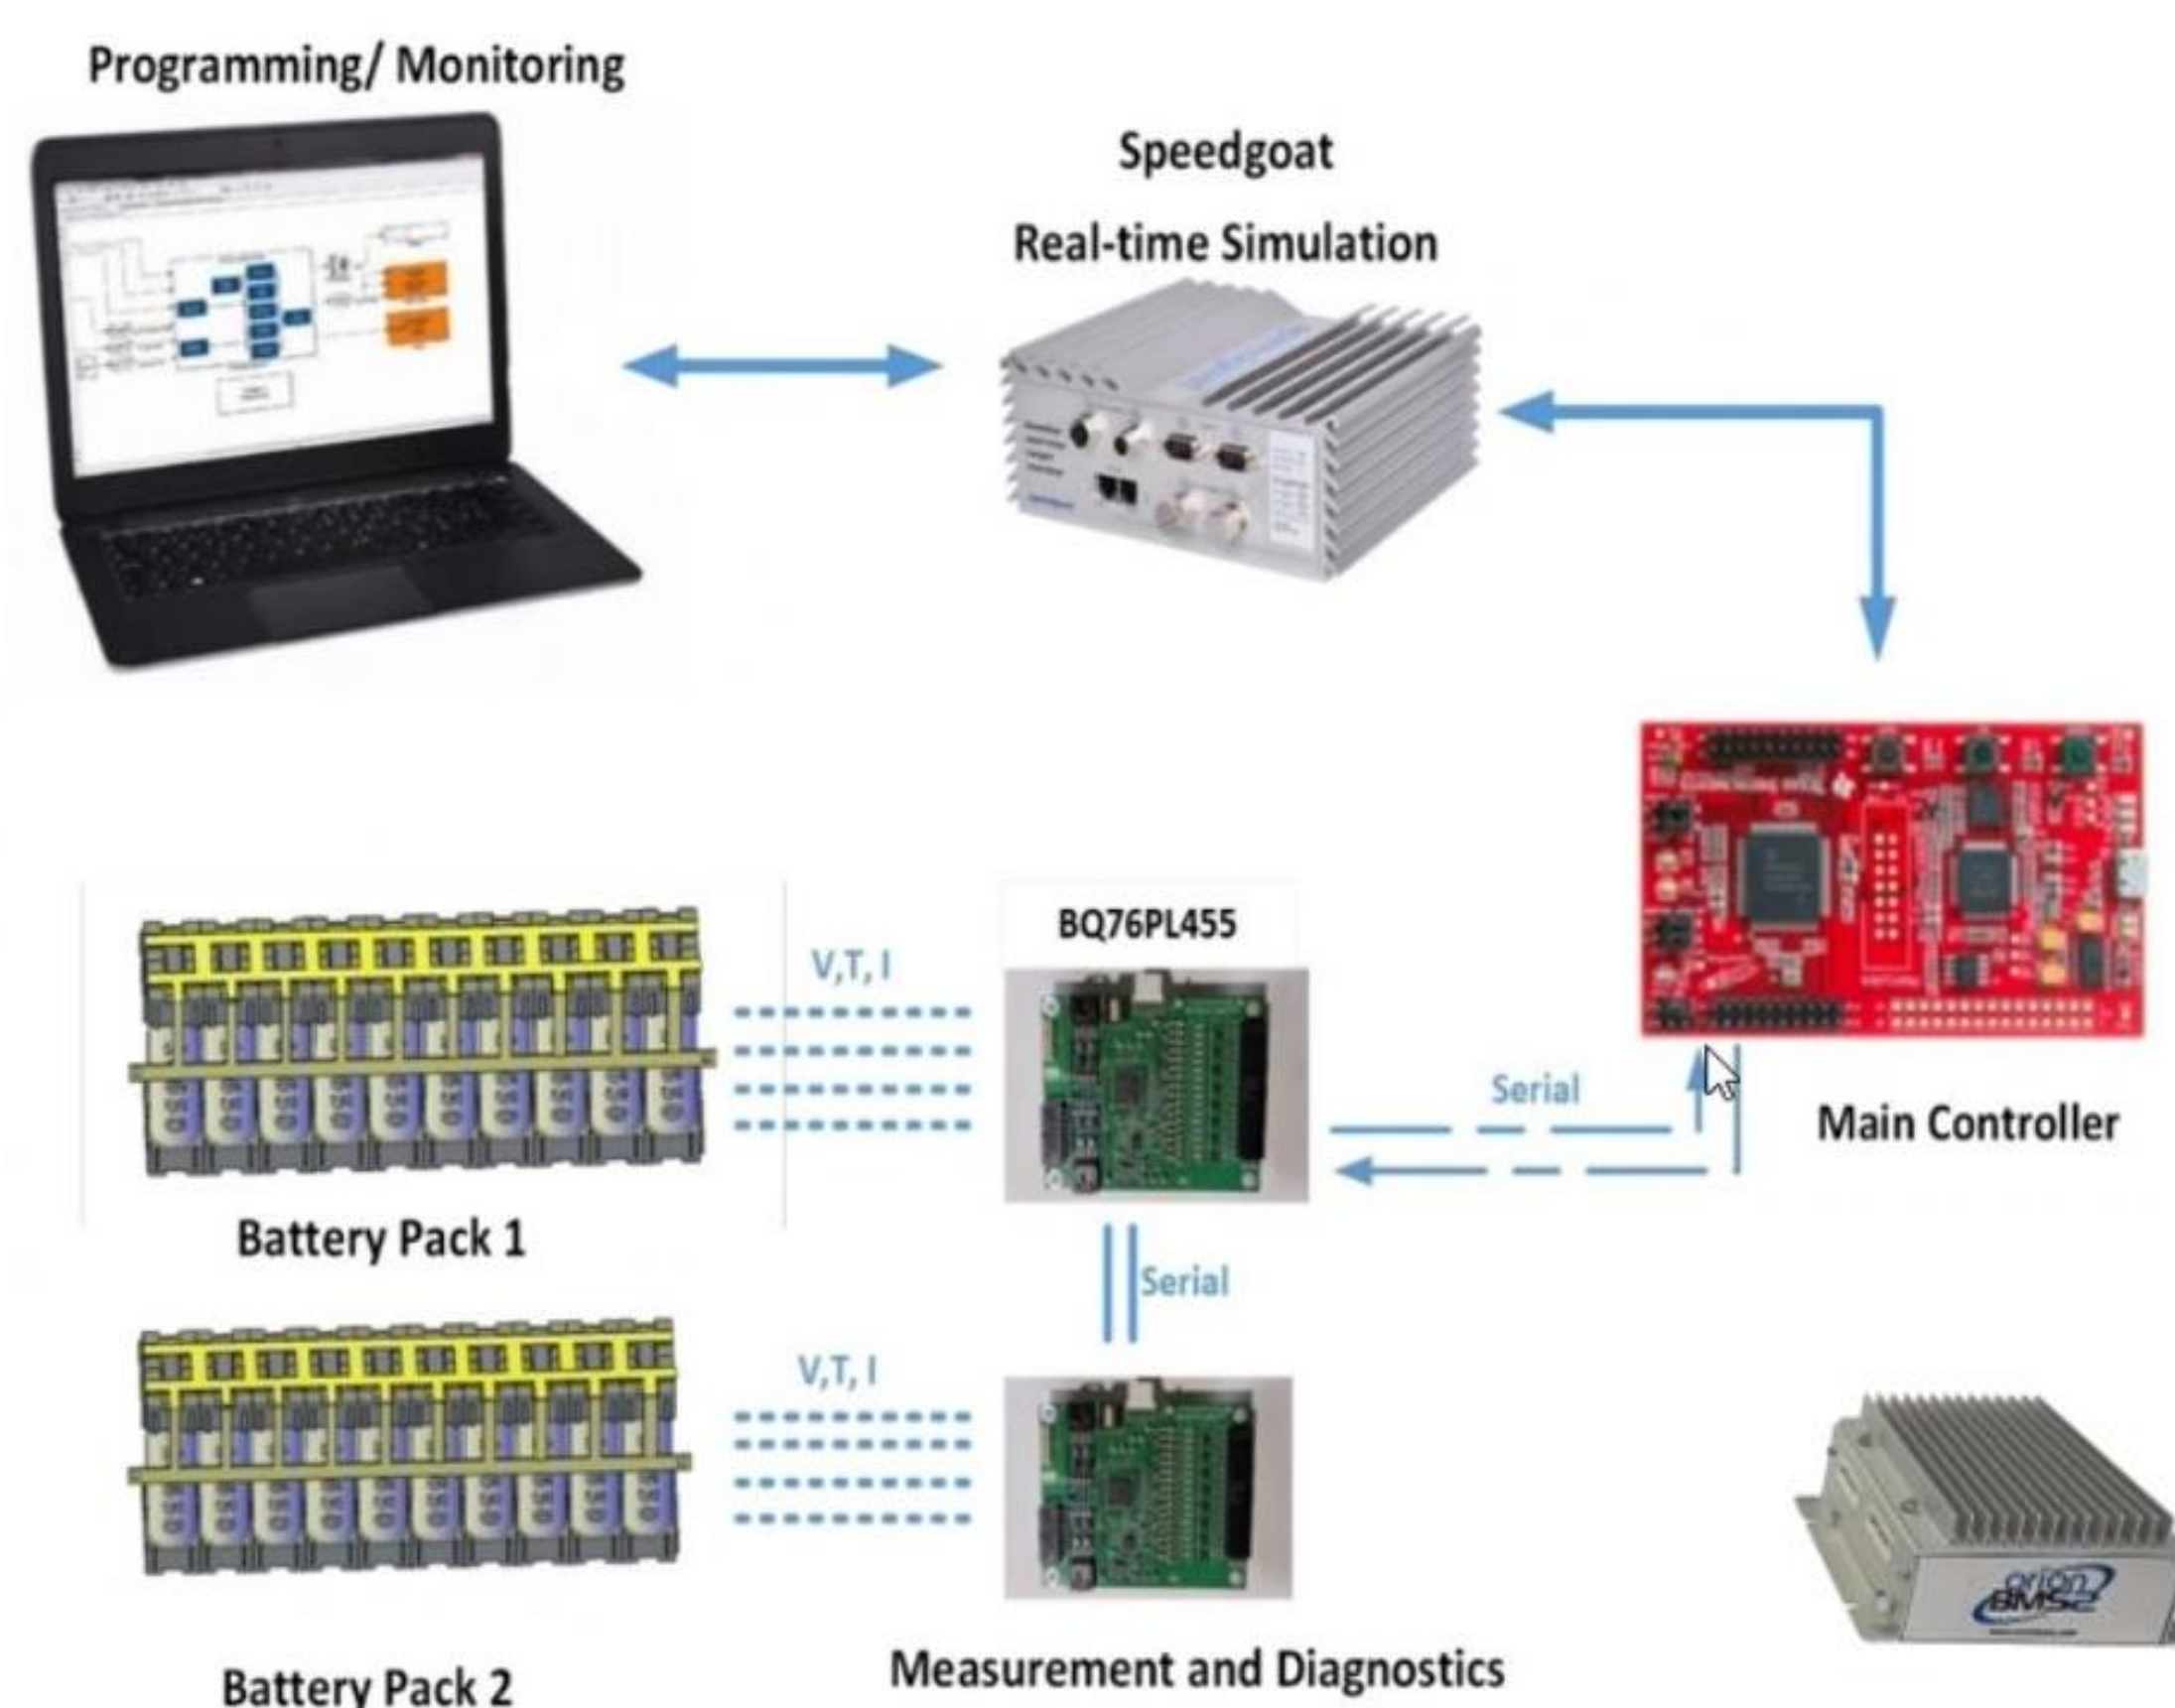 Programming/ Monitoring
Speedgoat
Real-time Simulation
BQ76PL455
V,T, I
Serial
Main Controller
Battery Pack 1
Serial
V,T, I
orion
BMS2
Measurement and Diagnostics
Battery Pack 2